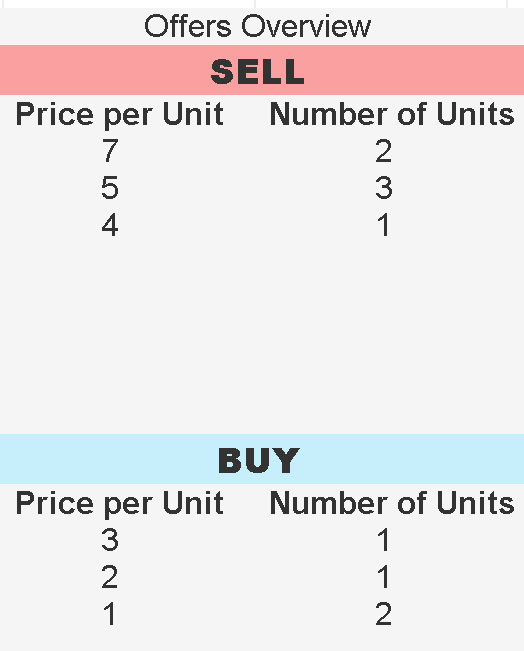 Offers Overview
SELL
Price per Unit Number of Units
7 2
5 3
4 1
BUY
Price per Unit Number of Units
3 1
2 1
1 2